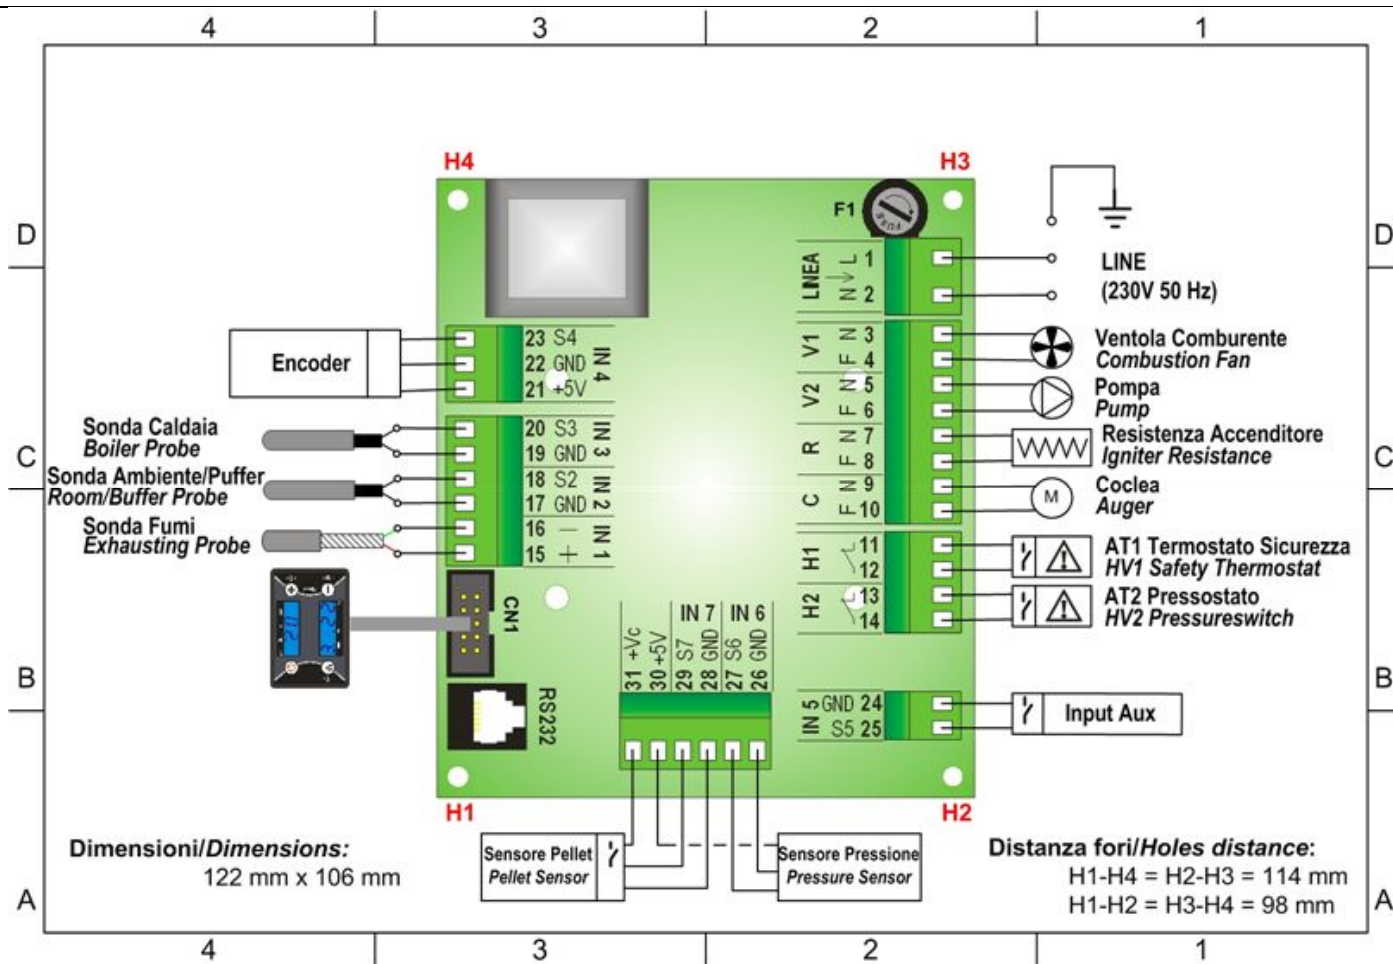 4 3 2 1
H4 H3
F1
FUSE
D D
LINEA
L 1
N 2
LINE
(230V 50 Hz)
23 S4
22 GND
21 +5V
IN 4
Encoder
V1
N 3
F 4
Ventola Comburente
Combustion Fan
V2
N 5
F 6
Pompa
Pump
Sonda Caldaia
Boiler Probe
20 S3
19 GND
IN 3
R
N 7
F 8
Resistenza Accenditore
Igniter Resistance
C C
Sonda Ambiente/Puffer
Room/Buffer Probe
18 S2
17 GND
IN 2
C
N 9
F 10
M
Coclea
Auger
Sonda Fumi
Exhausting Probe
16 –
15 +
IN 1
H1
11
12
AT1 Termostato Sicurezza
HV1 Safety Thermostat
H2
13
14
AT2 Pressostato
HV2 Pressureswitch
CN1
RS232
B B
IN 7 IN 6
31 +Vc
30 +5V
29 S7
28 GND
27 S6
26 GND
IN 5
GND 24
S5 25
Input Aux
H1 H2
Sensore Pellet
Pellet Sensor
Sensore Pressione
Pressure Sensor
Dimensioni/Dimensions:
122 mm x 106 mm
Distanza fori/Holes distance:
H1-H4 = H2-H3 = 114 mm
H1-H2 = H3-H4 = 98 mm
A A
4 3 2 1